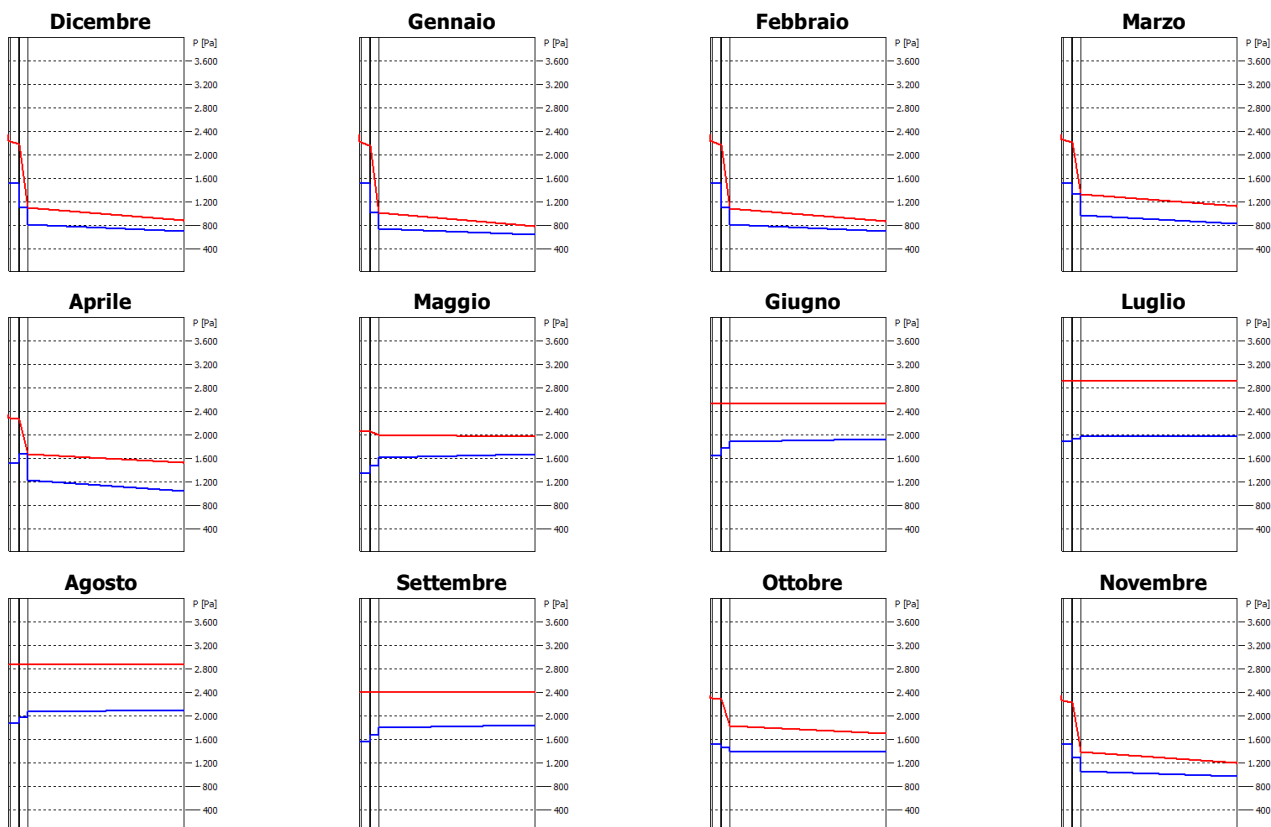 Dicembre Gennaio Febbraio Marzo
P [Pa] P [Pa] P [Pa] P [Pa]
3.600 3.600 3.600 3.600
3.200 3.200 3.200 3.200
2.800 2.800 2.800 2.800
2.400 2.400 2.400 2.400
2.000 2.000 2.000 2.000
1.600 1.600 1.600 1.600
1.200 1.200 1.200 1.200
800 800 800 800
400 400 400 400
Aprile Maggio Giugno Luglio
P [Pa] P [Pa] P [Pa] P [Pa]
3.600 3.600 3.600 3.600
3.200 3.200 3.200 3.200
2.800 2.800 2.800 2.800
2.400 2.400 2.400 2.400
2.000 2.000 2.000 2.000
1.600 1.600 1.600 1.600
1.200 1.200 1.200 1.200
800 800 800 800
400 400 400 400
Agosto Settembre Ottobre Novembre
P [Pa] P [Pa] P [Pa] P [Pa]
3.600 3.600 3.600 3.600
3.200 3.200 3.200 3.200
2.800 2.800 2.800 2.800
2.400 2.400 2.400 2.400
2.000 2.000 2.000 2.000
1.600 1.600 1.600 1.600
1.200 1.200 1.200 1.200
800 800 800 800
400 400 400 400